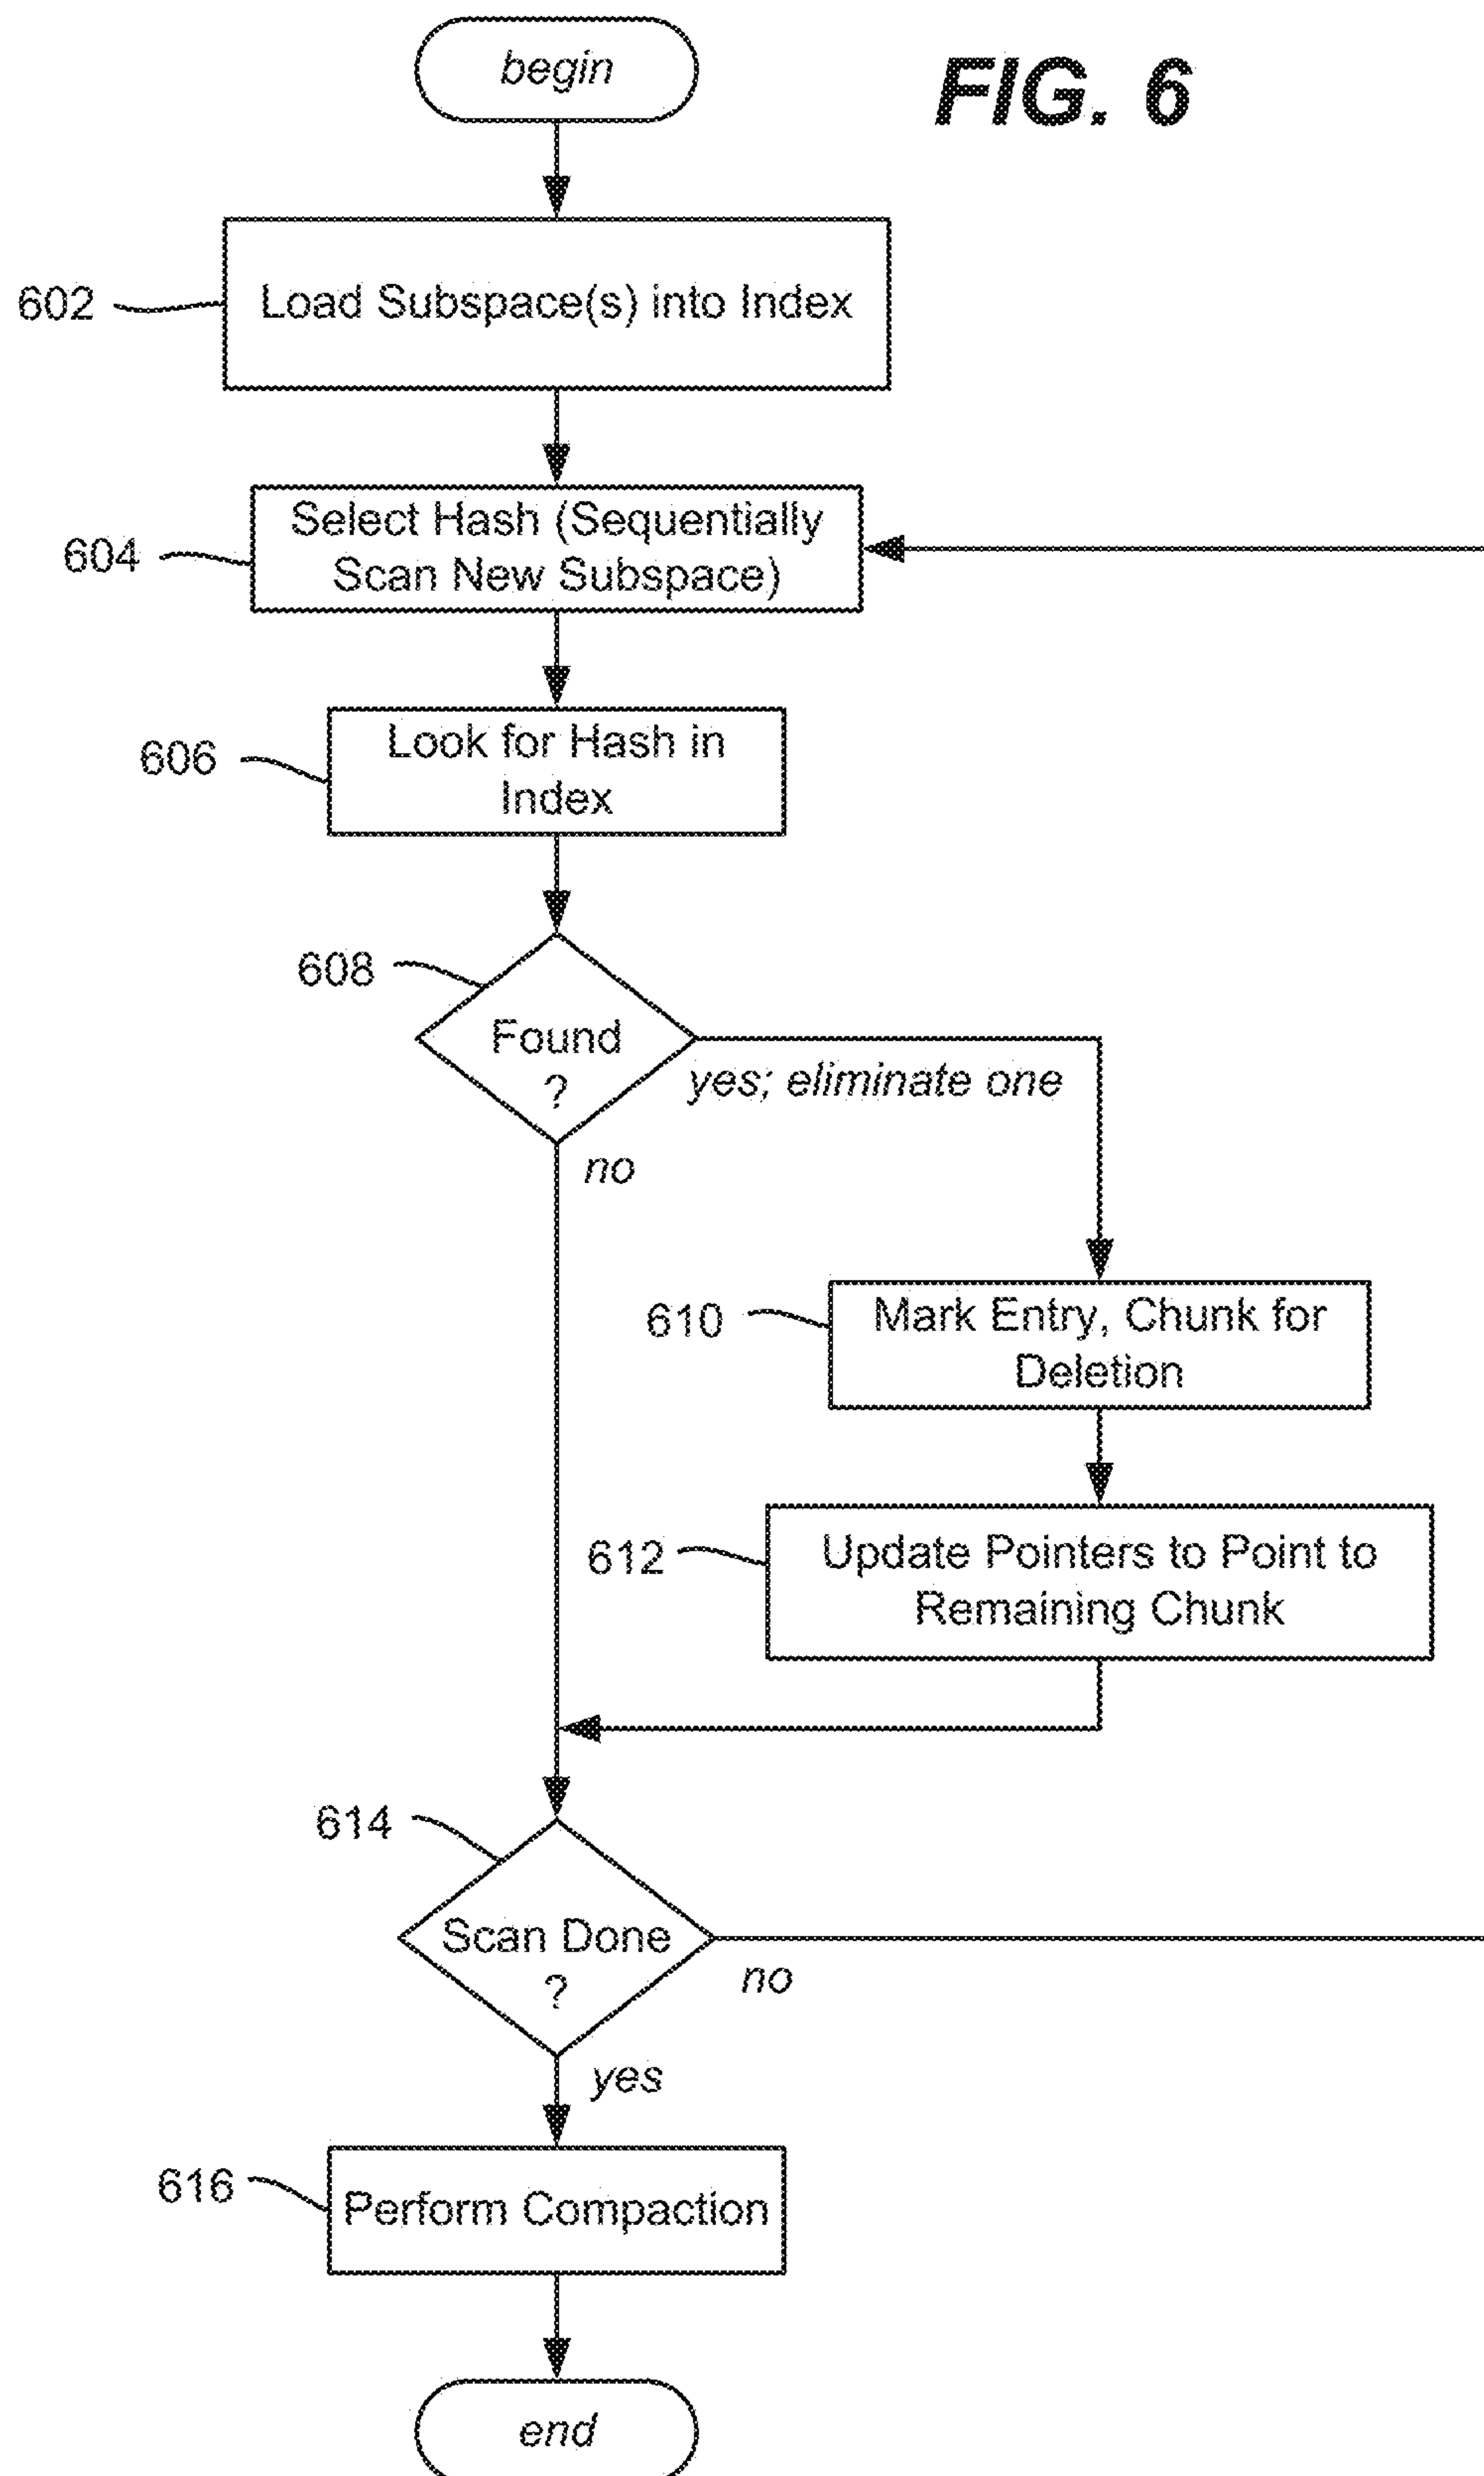 begin
FIG. 6
602
Load Subspace(s) into Index
604
Select Hash (Sequentially
Scan New Subspace)
606
Look for Hash in
Index
608
Found
?
yes; eliminate one
no
610
Mark Entry, Chunk for
Deletion
612
Update Pointers to Point to
Remaining Chunk
614
Scan Done
?
no
yes
616
Perform Compaction
end